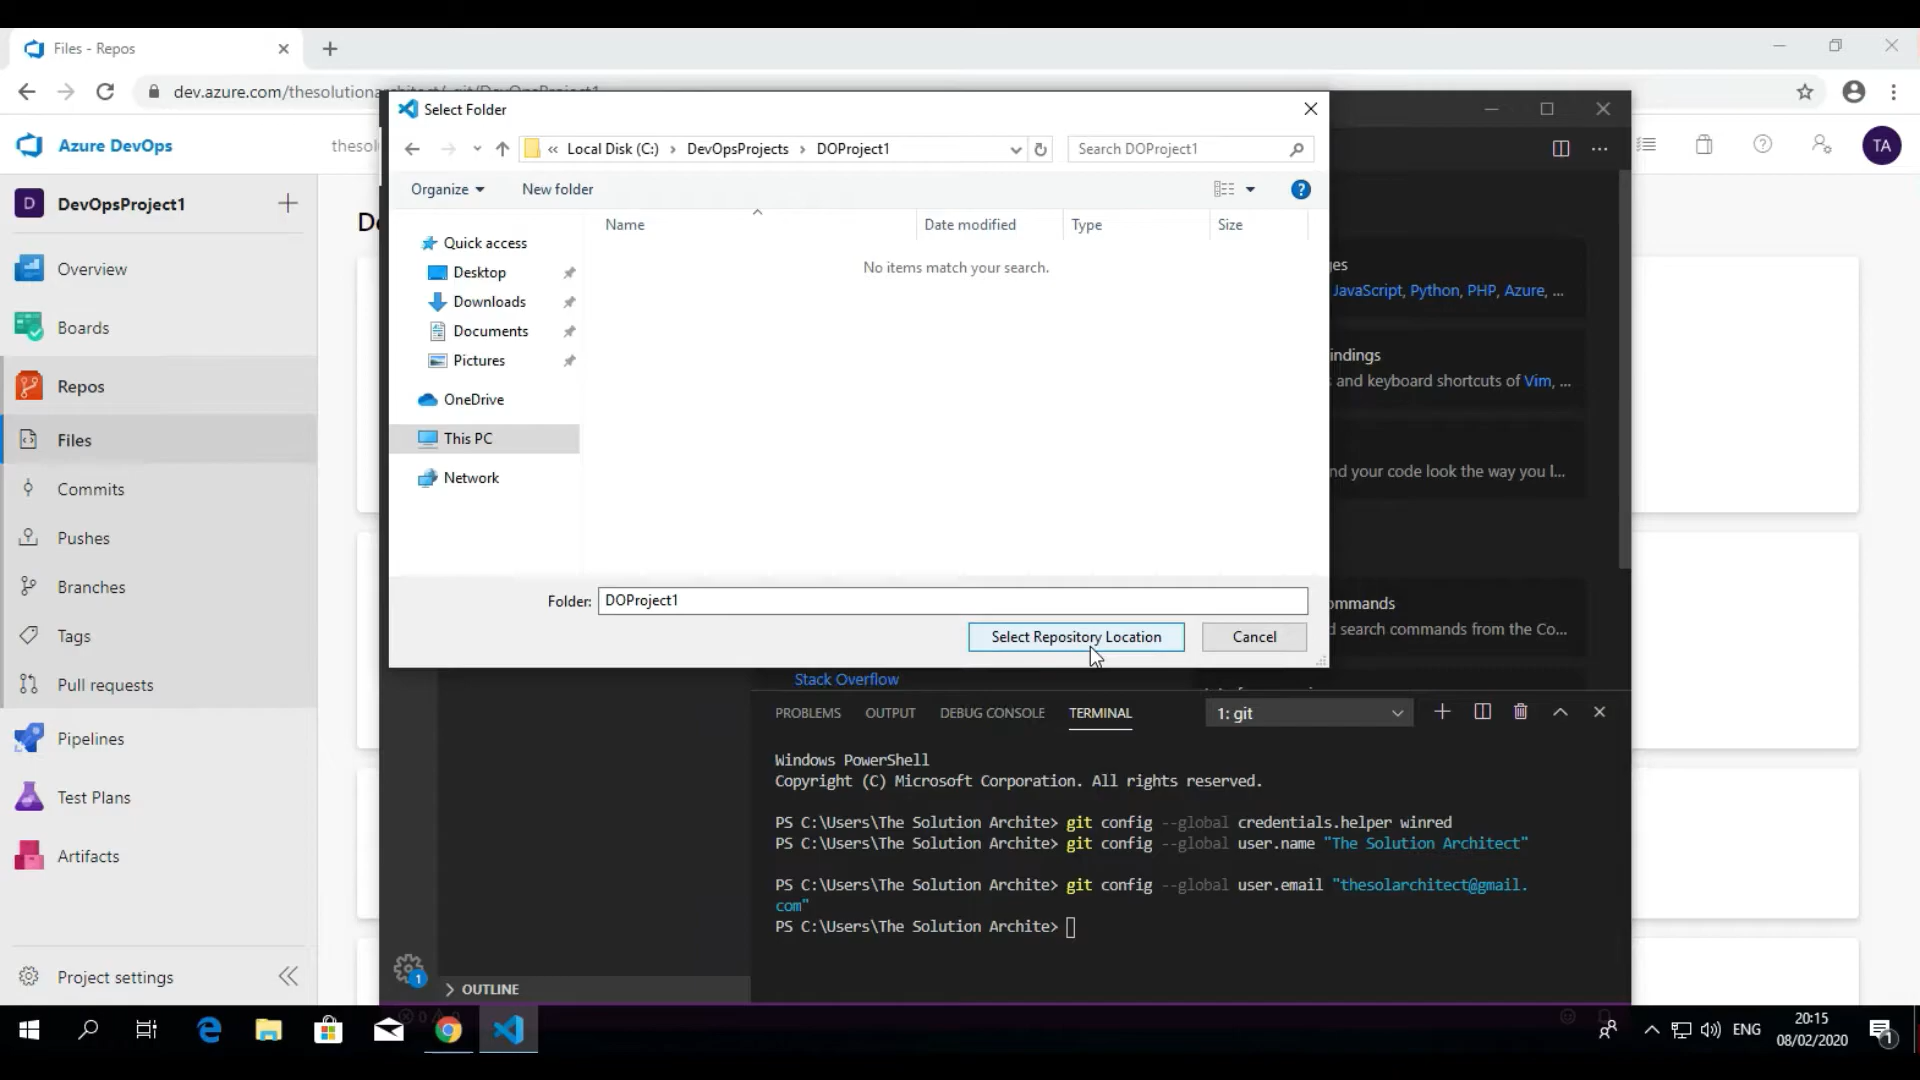 Files - Repos
dev.azure.com/thesolutionarchitect/_git/DevOpsProject1
Azure DevOps
thesol
TA
D
DevOpsProject1
Overview
Boards
Repos
Files
Commits
Pushes
Branches
Tags
Pull requests
Pipelines
Test Plans
Artifacts
Project settings
De
Select Folder
« Local Disk (C:) › DevOpsProjects › DOProject1
Search DOProject1
Organize
New folder
Name
Date modified
Type
Size
No items match your search.
Quick access
Desktop
Downloads
Documents
Pictures
OneDrive
This PC
Network
Folder: DOProject1
Select Repository Location
Cancel
JavaScript, Python, PHP, Azure, ...
indings
and keyboard shortcuts of Vim, ...
nd your code look the way you l...
ommands
d search commands from the Co...
Stack Overflow
PROBLEMS
OUTPUT
DEBUG CONSOLE
TERMINAL
1: git
Windows PowerShell
Copyright (C) Microsoft Corporation. All rights reserved.
PS C:\Users\The Solution Archite> git config --global credentials.helper winred
PS C:\Users\The Solution Archite> git config --global user.name "The Solution Architect"
PS C:\Users\The Solution Archite> git config --global user.email "thesolarchitect@gmail.
com"
PS C:\Users\The Solution Archite>
1
OUTLINE
ENG
20:15
08/02/2020
1